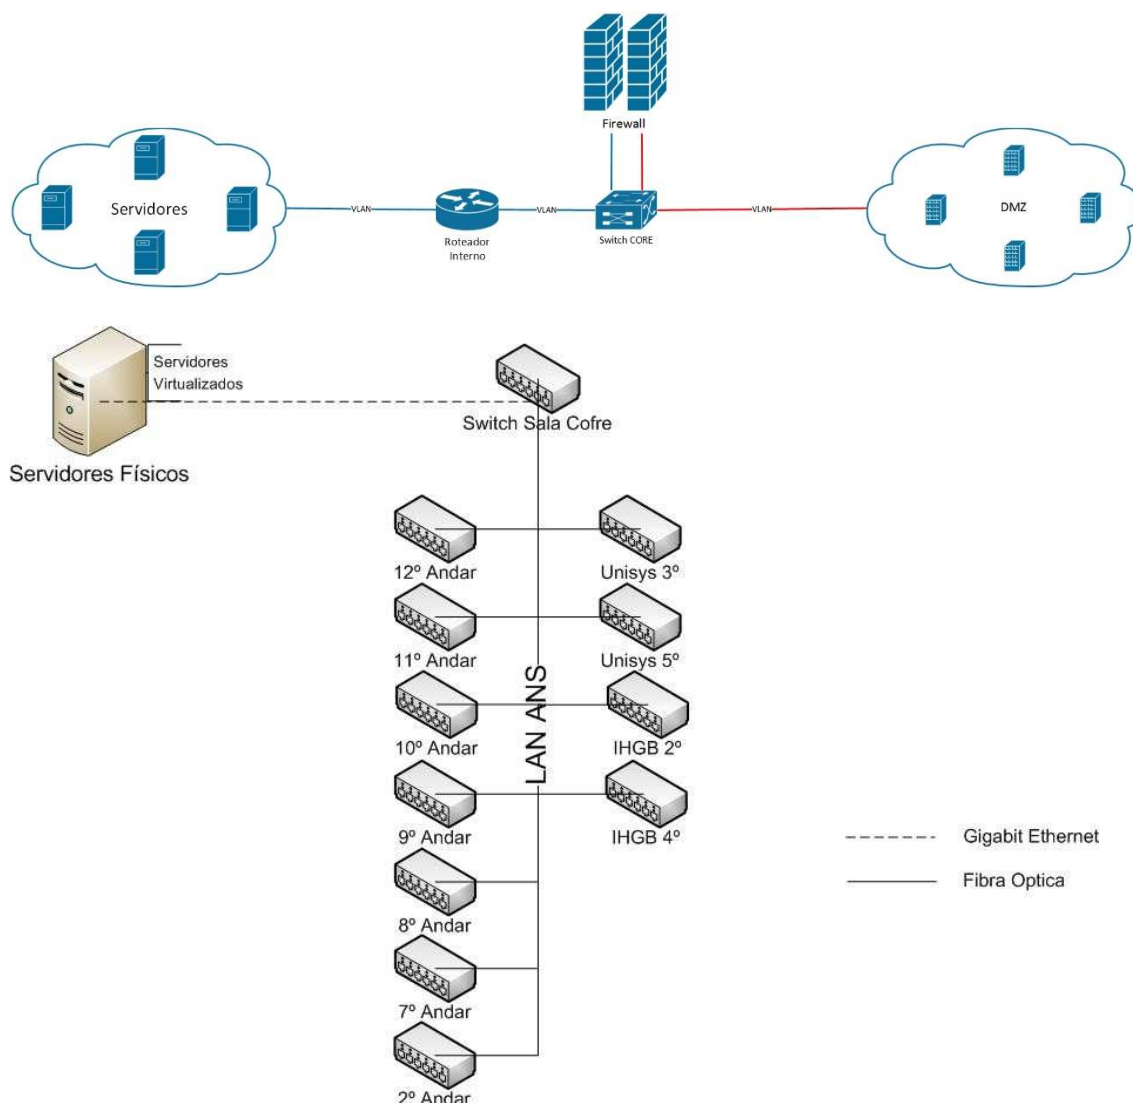 Firewall
Servidores
VLAN
VLAN
VLAN
DMZ
Roteador
Interno
Switch CORE
Servidores
Virtualizados
Switch Sala Cofre
Servidores Físicos
12º Andar
Unisys 3º
11º Andar
Unisys 5º
LAN ANS
10º Andar
IHGB 2º
9º Andar
IHGB 4º
Gigabit Ethernet
Fibra Optica
8º Andar
7º Andar
2º Andar